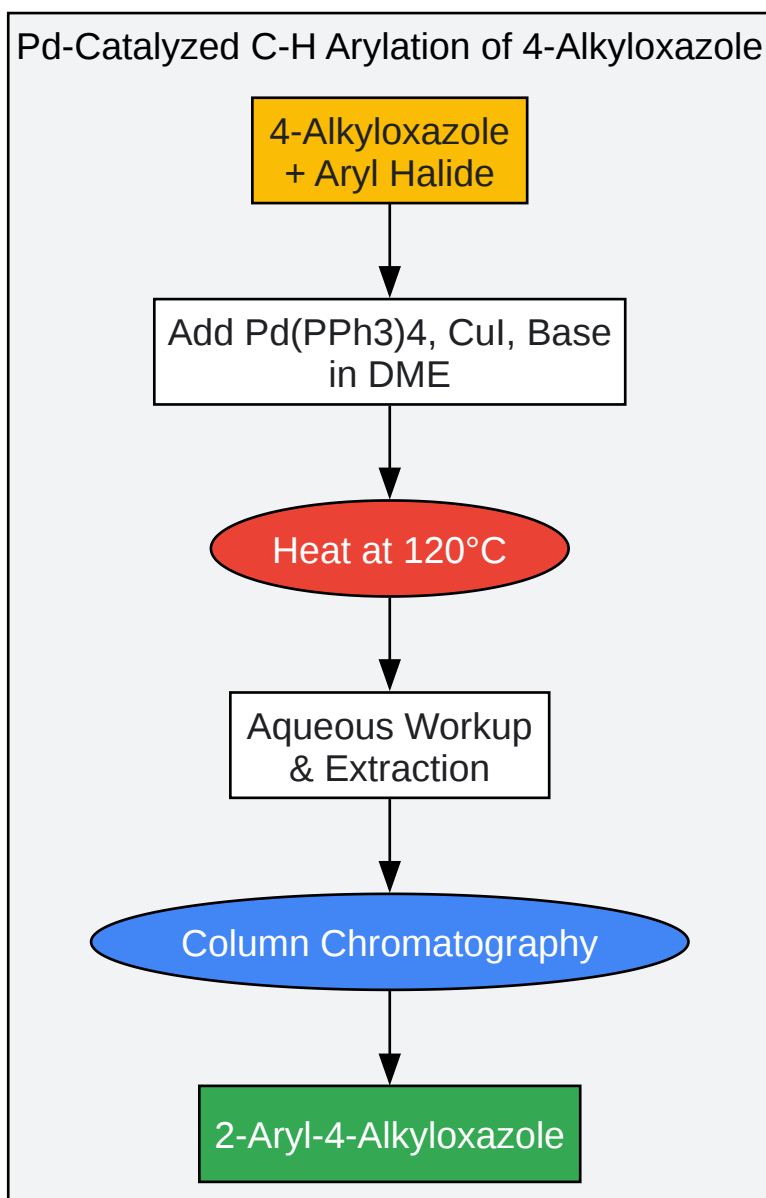 Pd-Catalyzed C-H Arylation of 4-Alkyloxazole
4-Alkyloxazole
+ Aryl Halide
Add Pd(PPh3)4, CuI, Base
in DME
Heat at 120°C
Aqueous Workup
& Extraction
Column Chromatography
2-Aryl-4-Alkyloxazole